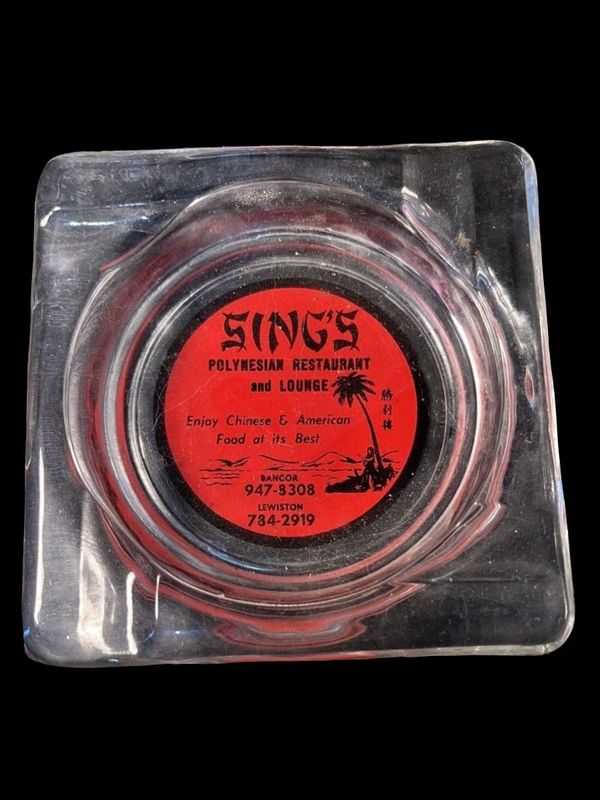 SING'S
POLYNESIAN RESTAURANT
and LOUNGE
勝利樓
Enjoy Chinese & American
Food at its Best
BANGOR
947-8308
LEWISTON
784-2919